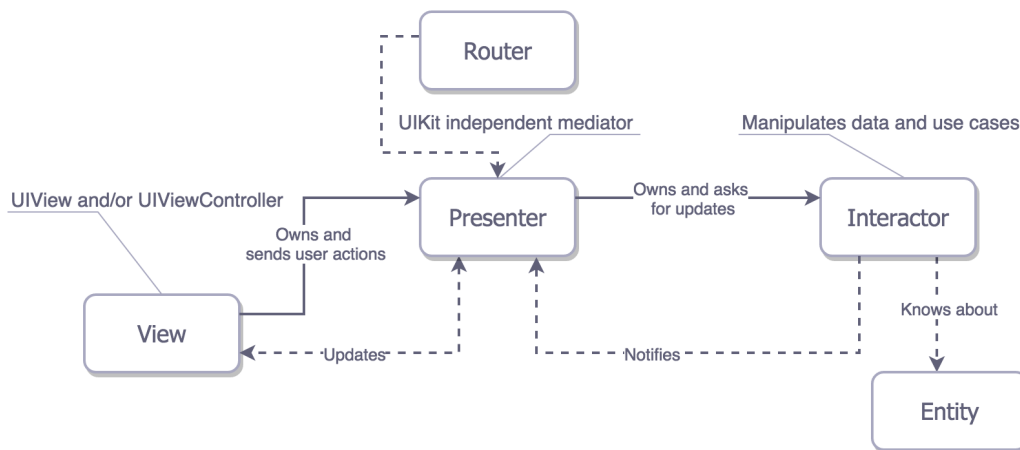 Router
UIKit independent mediator
Manipulates data and use cases
UIView and/or UIViewController
Presenter
Owns and asks
for updates
Interactor
Owns and
sends user actions
View
Updates
Notifies
Knows about
Entity